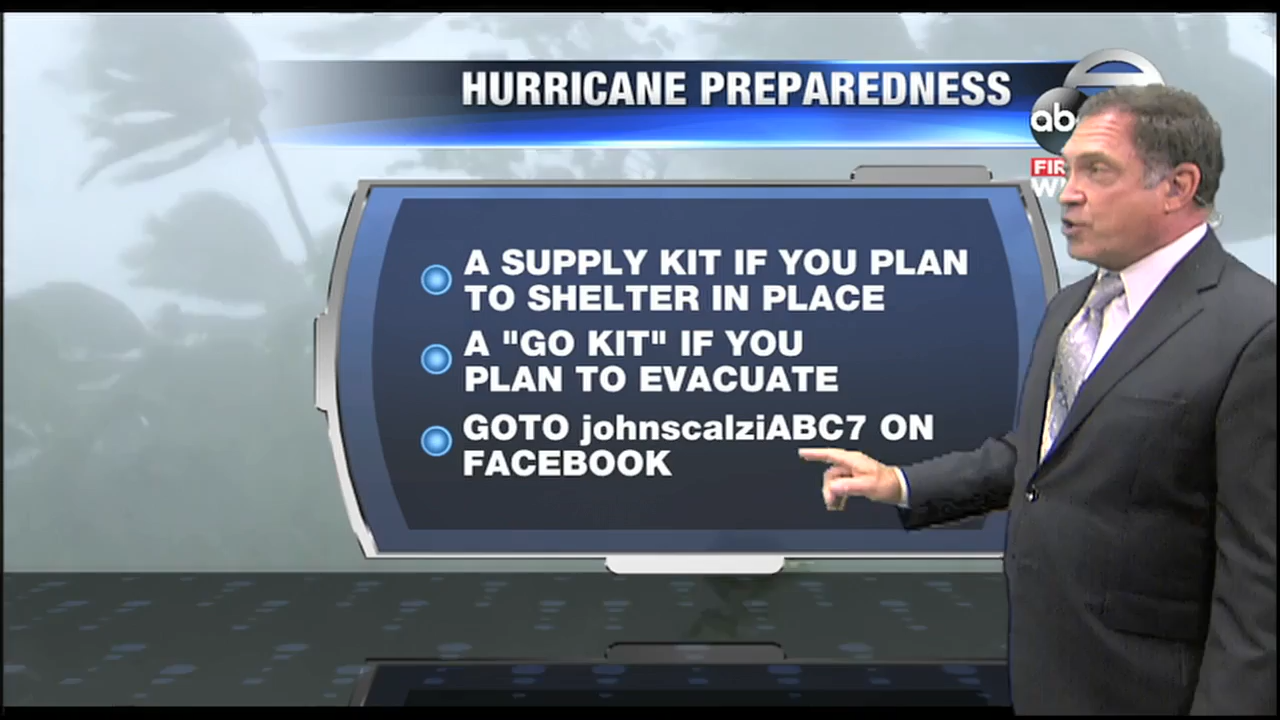 HURRICANE PREPAREDNESS
abc
FIR
A SUPPLY KIT IF YOU PLAN
TO SHELTER IN PLACE
A "GO KIT" IF YOU
PLAN TO EVACUATE
GOTO johnscalziABC7 ON
FACEBOOK